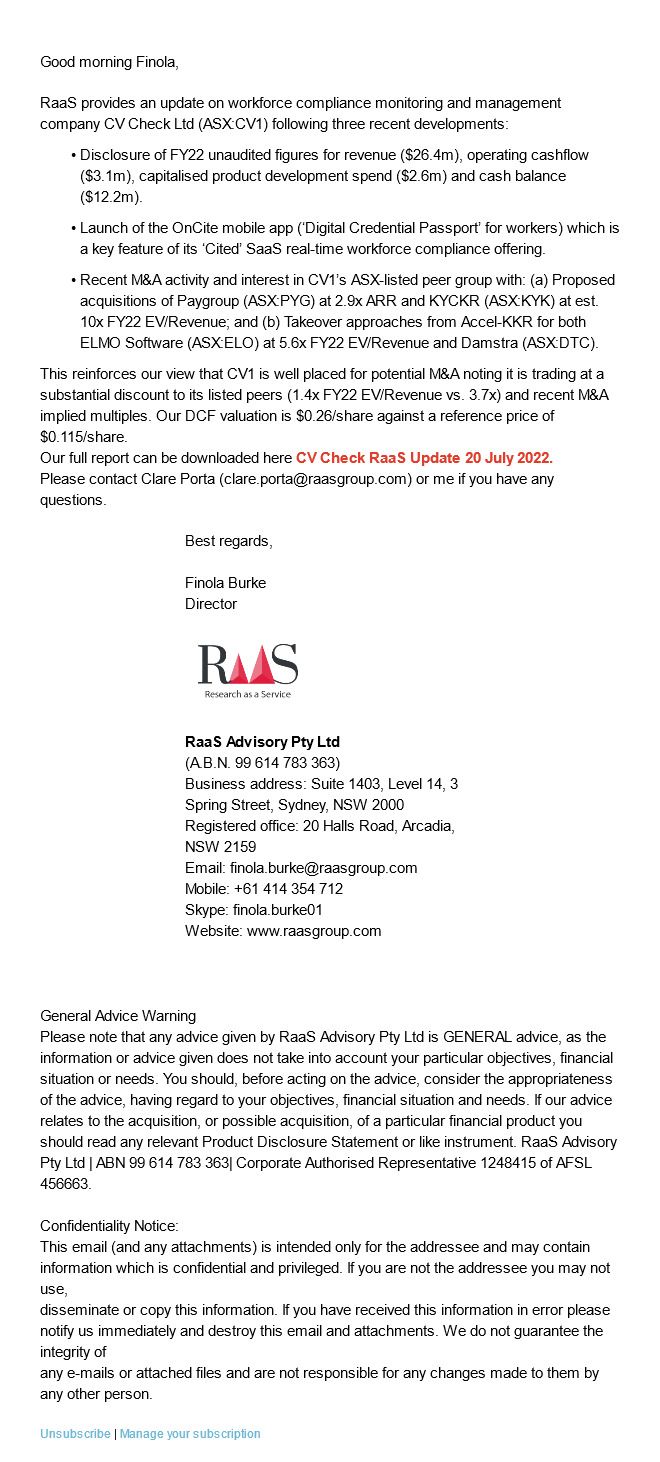 Good morning Finola,
RaaS provides an update on workforce compliance monitoring and management
company CV Check Ltd (ASX:CV1) following three recent developments:
• Disclosure of FY22 unaudited figures for revenue ($26.4m), operating cashflow
($3.1m), capitalised product development spend ($2.6m) and cash balance
($12.2m).
• Launch of the OnCite mobile app (‘Digital Credential Passport’ for workers) which is
a key feature of its ‘Cited’ SaaS real-time workforce compliance offering.
• Recent M&A activity and interest in CV1’s ASX-listed peer group with: (a) Proposed
acquisitions of Paygroup (ASX:PYG) at 2.9x ARR and KYCKR (ASX:KYK) at est.
10x FY22 EV/Revenue; and (b) Takeover approaches from Accel-KKR for both
ELMO Software (ASX:ELO) at 5.6x FY22 EV/Revenue and Damstra (ASX:DTC).
This reinforces our view that CV1 is well placed for potential M&A noting it is trading at a
substantial discount to its listed peers (1.4x FY22 EV/Revenue vs. 3.7x) and recent M&A
implied multiples. Our DCF valuation is $0.26/share against a reference price of
$0.115/share.
Our full report can be downloaded here CV Check RaaS Update 20 July 2022.
Please contact Clare Porta (clare.porta@raasgroup.com) or me if you have any
questions.
Best regards,
Finola Burke
Director
RAAS
Research as a Service
RaaS Advisory Pty Ltd
(A.B.N. 99 614 783 363)
Business address: Suite 1403, Level 14, 3
Spring Street, Sydney, NSW 2000
Registered office: 20 Halls Road, Arcadia,
NSW 2159
Email: finola.burke@raasgroup.com
Mobile: +61 414 354 712
Skype: finola.burke01
Website: www.raasgroup.com
General Advice Warning
Please note that any advice given by RaaS Advisory Pty Ltd is GENERAL advice, as the
information or advice given does not take into account your particular objectives, financial
situation or needs. You should, before acting on the advice, consider the appropriateness
of the advice, having regard to your objectives, financial situation and needs. If our advice
relates to the acquisition, or possible acquisition, of a particular financial product you
should read any relevant Product Disclosure Statement or like instrument. RaaS Advisory
Pty Ltd | ABN 99 614 783 363| Corporate Authorised Representative 1248415 of AFSL
456663.
Confidentiality Notice:
This email (and any attachments) is intended only for the addressee and may contain
information which is confidential and privileged. If you are not the addressee you may not
use,
disseminate or copy this information. If you have received this information in error please
notify us immediately and destroy this email and attachments. We do not guarantee the
integrity of
any e-mails or attached files and are not responsible for any changes made to them by
any other person.
Unsubscribe | Manage your subscription